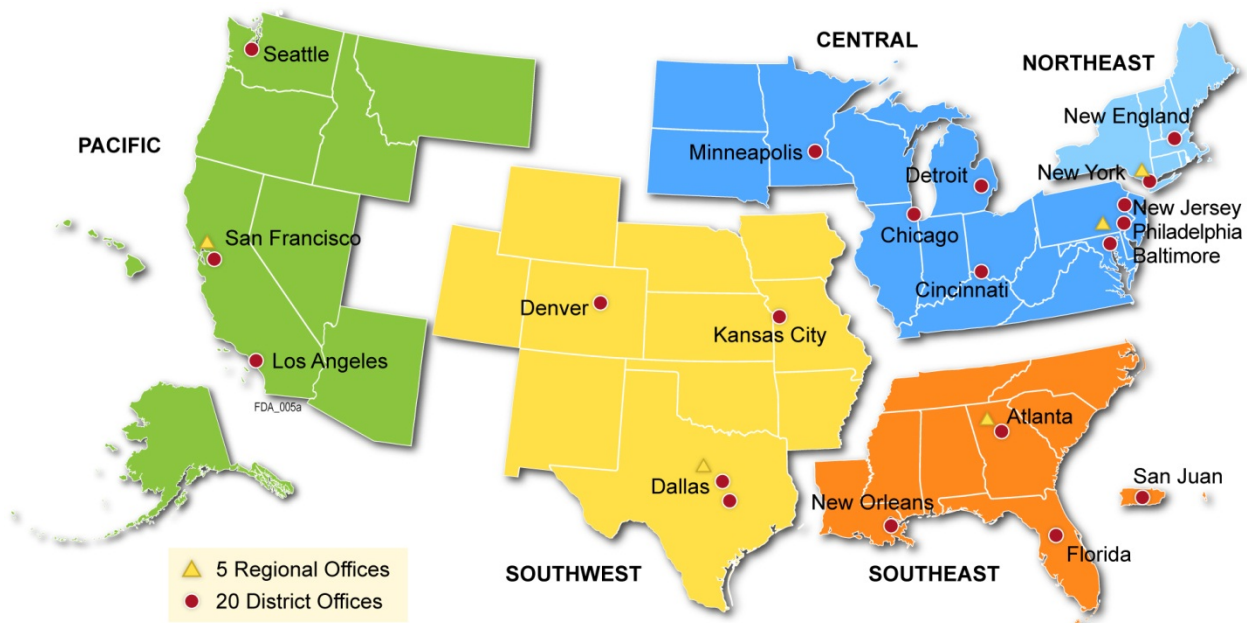 CENTRAL
NORTHEAST
PACIFIC
SOUTHWEST
SOUTHEAST
Seattle
San Francisco
Los Angeles
FDA_005a
Denver
Kansas City
Dallas
Minneapolis
Detroit
Chicago
Cincinnati
New England
New York
New Jersey
Philadelphia
Baltimore
Atlanta
New Orleans
Florida
San Juan
5 Regional Offices
20 District Offices